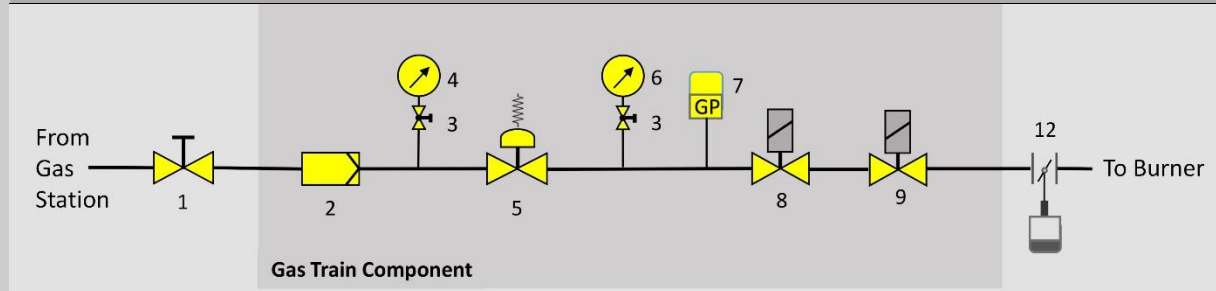 4
6
7
GP
3
3
12
From
Gas
Station
To Burner
1
2
5
8
9
Gas Train Component